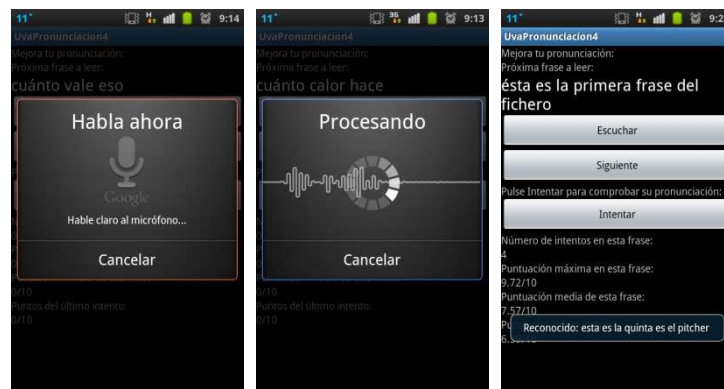 11° H 9:14
UvaPronunciacion4
Mejora tu pronunciación:
Próxima frase a leer:
cuánto vale eso
Habla ahora
Google
Hable claro al micrófono...
Cancelar
0/10
Puntos del último intento:
0/10
11° 3G 9:13
UvaPronunciacion4
Mejora tu pronunciación:
Próxima frase a leer:
cuánto calor hace
Procesando
Cancelar
0/10
Puntos del último intento:
0/10
11° H
UvaPronunciacion4
Mejora tu pronunciación:
Próxima frase a leer:
ésta es la primera frase del
fichero
Escuchar
Siguiente
Pulse Intentar para comprobar su pronunciación:
Intentar
Número de intentos en esta frase:
4
Puntuación máxima en esta frase:
9.72/10
Puntuación media de esta frase:
7.57/10
Reconocido: esta es la quinta es el pitcher